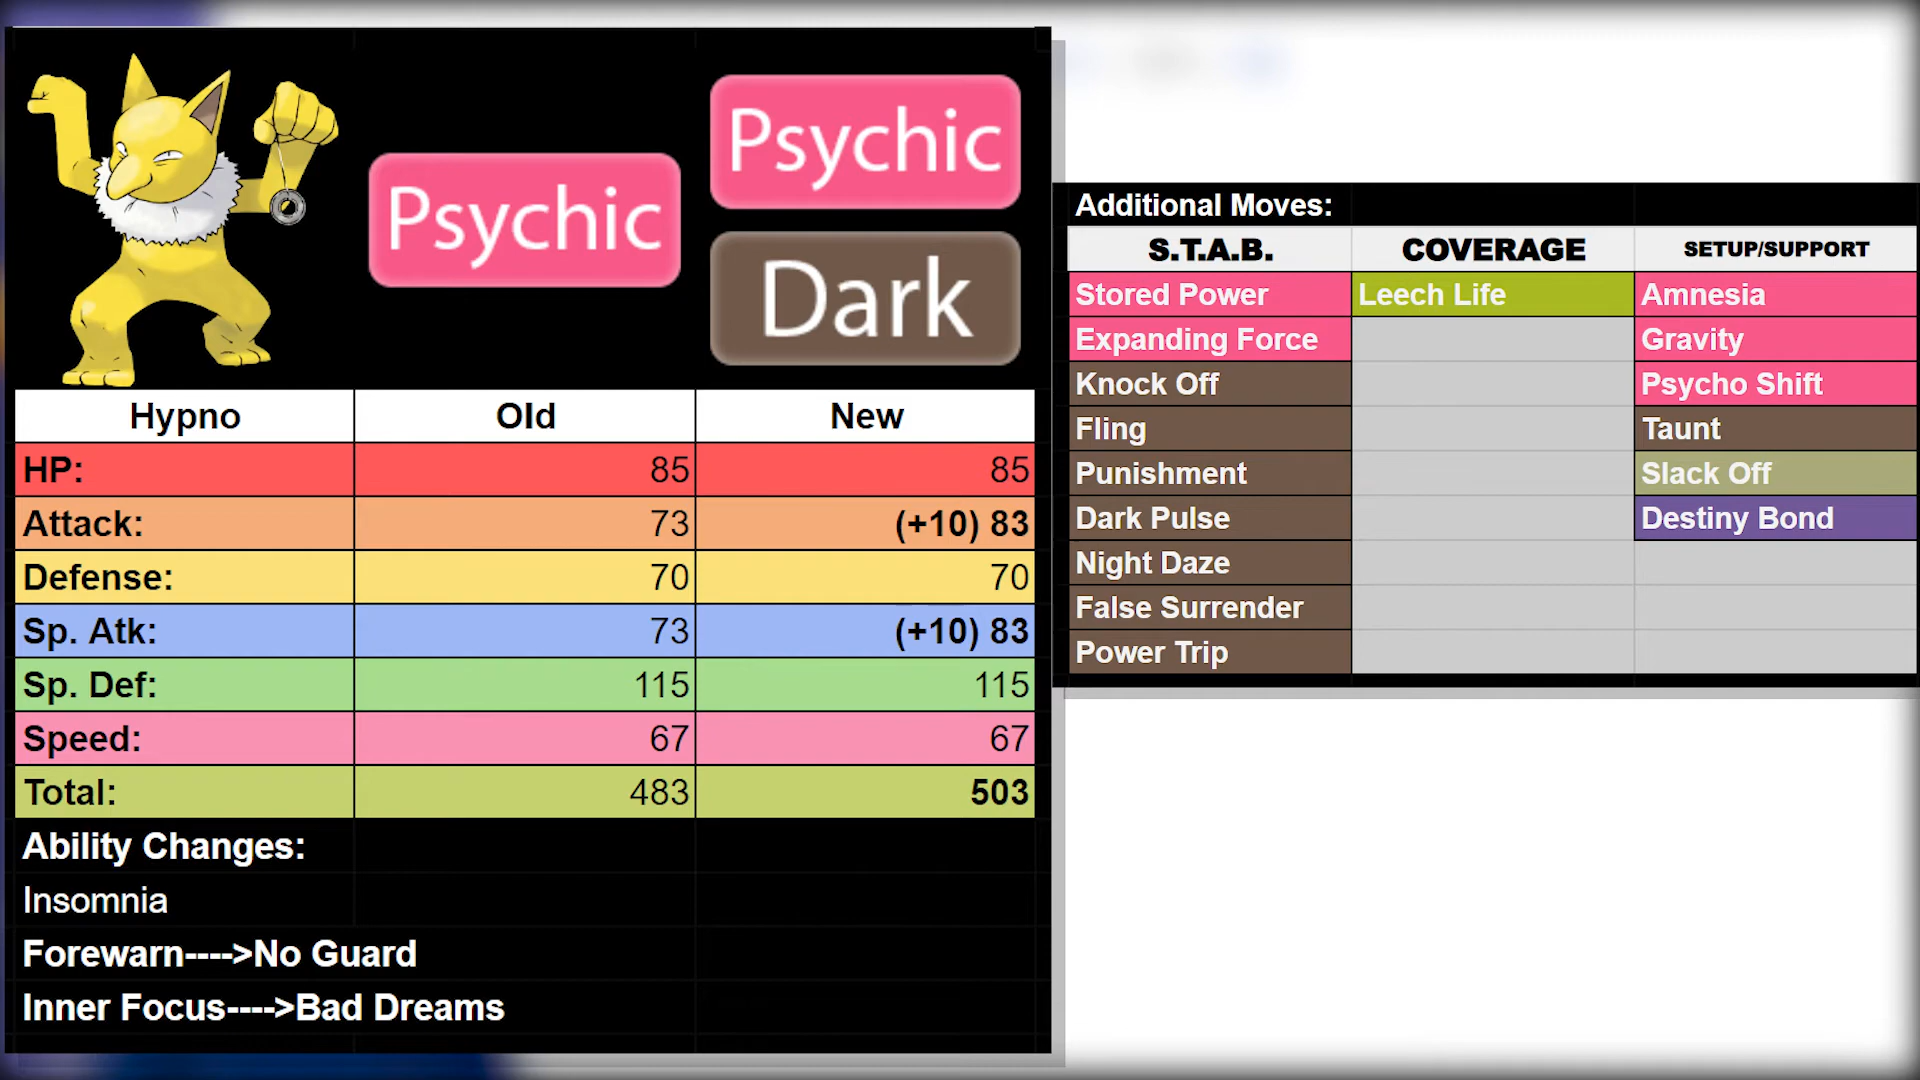 Psychic
Psychic
Dark
Hypno Old New
HP: 85 85
Attack: 73 (+10) 83
Defense: 70 70
Sp. Atk: 73 (+10) 83
Sp. Def: 115 115
Speed: 67 67
Total: 483 503
Ability Changes:
Insomnia
Forewarn---->No Guard
Inner Focus---->Bad Dreams
Additional Moves:
S.T.A.B. COVERAGE SETUP/SUPPORT
Stored Power Leech Life Amnesia
Expanding Force Gravity
Knock Off Psycho Shift
Fling Taunt
Punishment Slack Off
Dark Pulse Destiny Bond
Night Daze
False Surrender
Power Trip